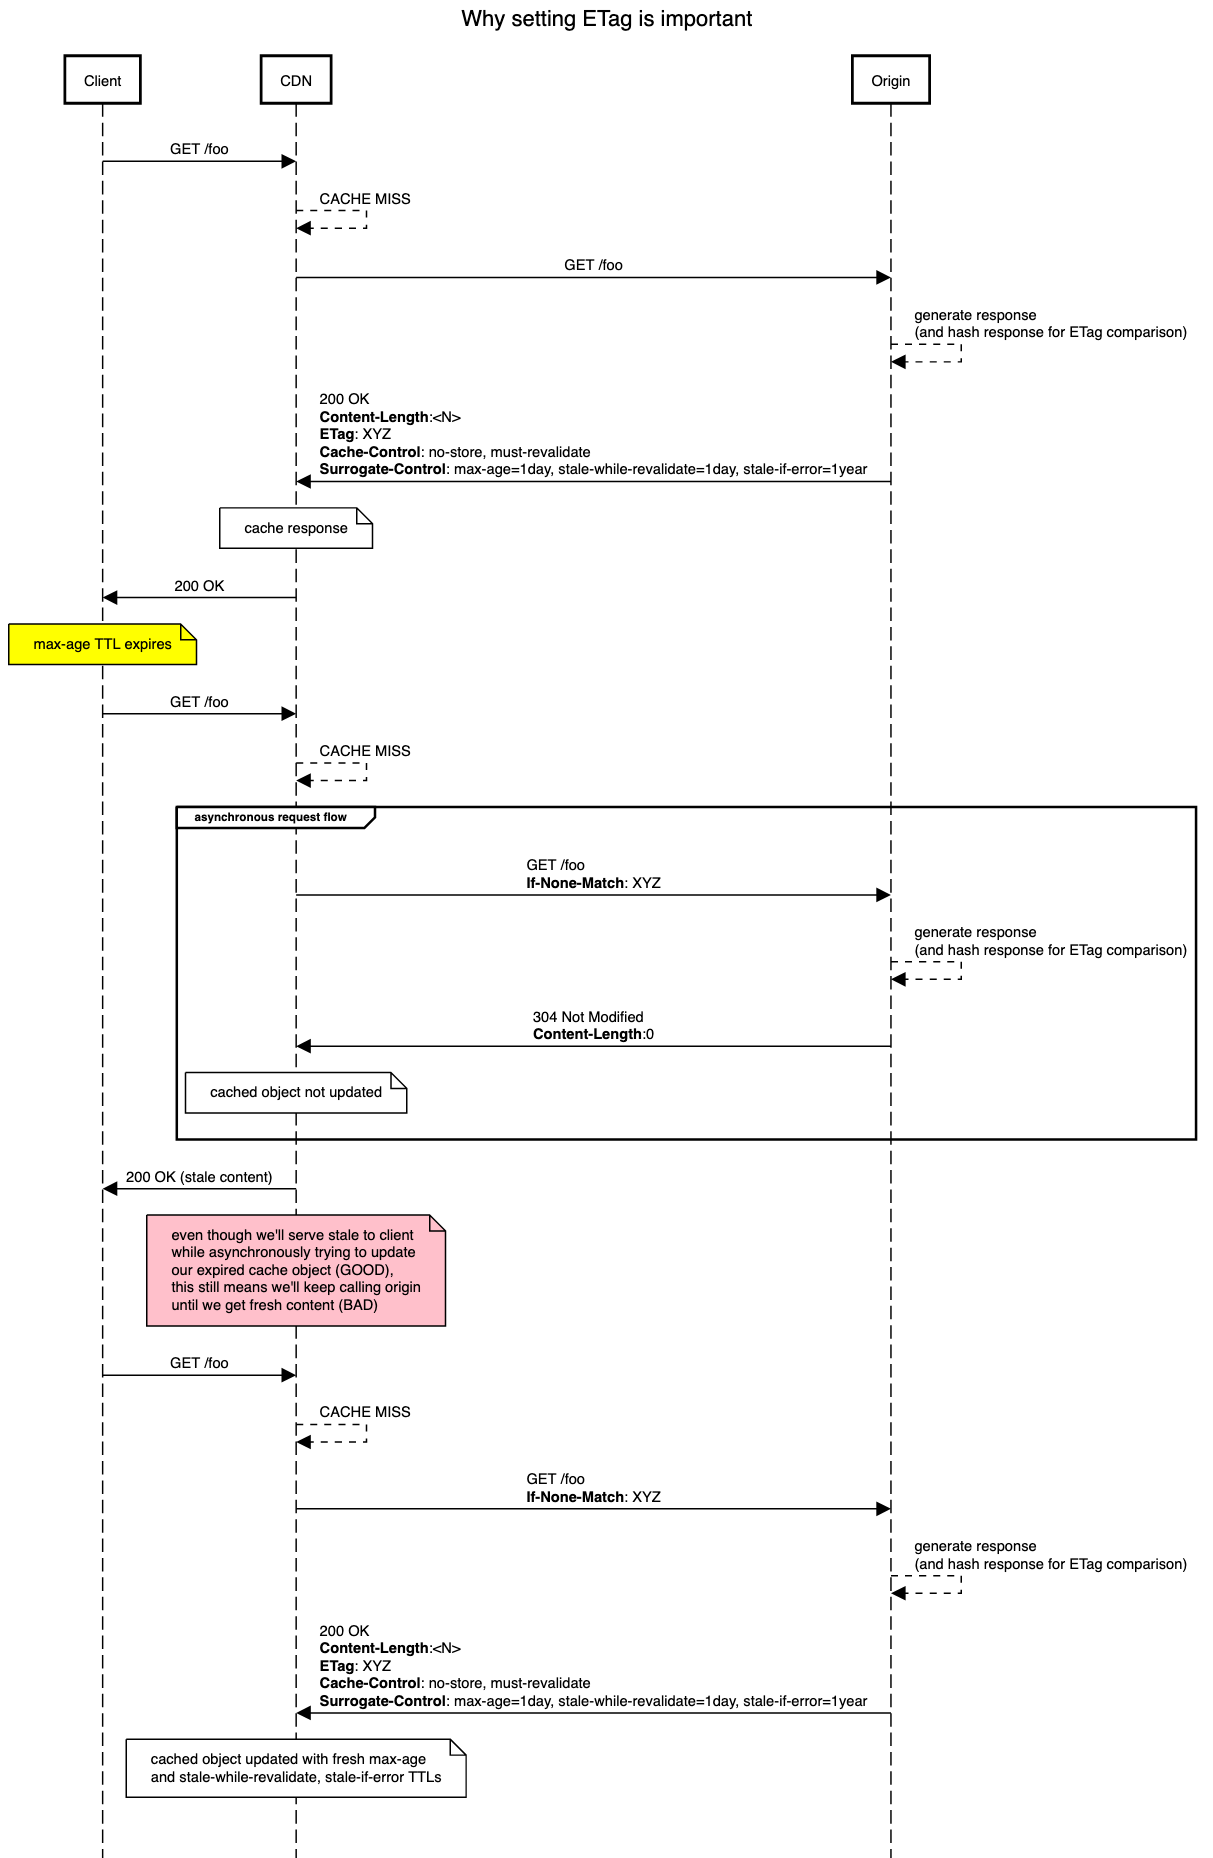 Why setting ETag is important
Client
CDN
Origin
GET /foo
CACHE MISS
GET /foo
generate response
(and hash response for ETag comparison)
200 OK
Content-Length:<N>
ETag: XYZ
Cache-Control: no-store, must-revalidate
Surrogate-Control: max-age=1day, stale-while-revalidate=1day, stale-if-error=1year
cache response
200 OK
max-age TTL expires
GET /foo
CACHE MISS
asynchronous request flow
GET /foo
If-None-Match: XYZ
generate response
(and hash response for ETag comparison)
304 Not Modified
Content-Length:0
cached object not updated
200 OK (stale content)
even though we'll serve stale to client
while asynchronously trying to update
our expired cache object (GOOD),
this still means we'll keep calling origin
until we get fresh content (BAD)
GET /foo
CACHE MISS
GET /foo
If-None-Match: XYZ
generate response
(and hash response for ETag comparison)
200 OK
Content-Length:<N>
ETag: XYZ
Cache-Control: no-store, must-revalidate
Surrogate-Control: max-age=1day, stale-while-revalidate=1day, stale-if-error=1year
cached object updated with fresh max-age
and stale-while-revalidate, stale-if-error TTLs